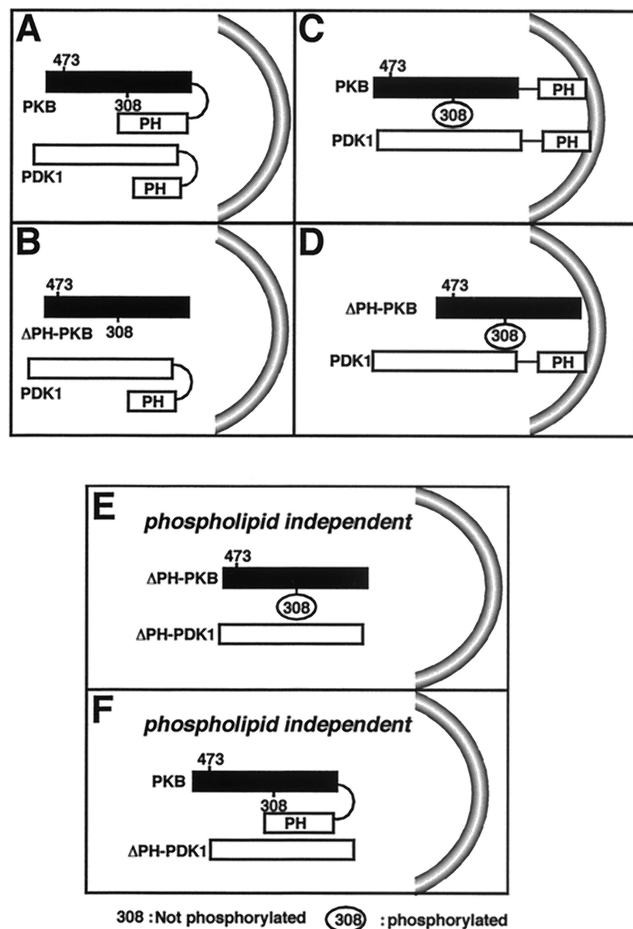 A
473
PKB
308
PH
PDK1
PH
C
473
PKB
PH
308
PDK1
PH
B
473
ΔPH-PKB
308
PDK1
PH
D
473
ΔPH-PKB
308
PDK1
PH
E
phospholipid independent
473
ΔPH-PKB
308
ΔPH-PDK1
F
phospholipid independent
473
PKB
308
PH
ΔPH-PDK1
308 : Not phosphorylated 308 : phosphorylated